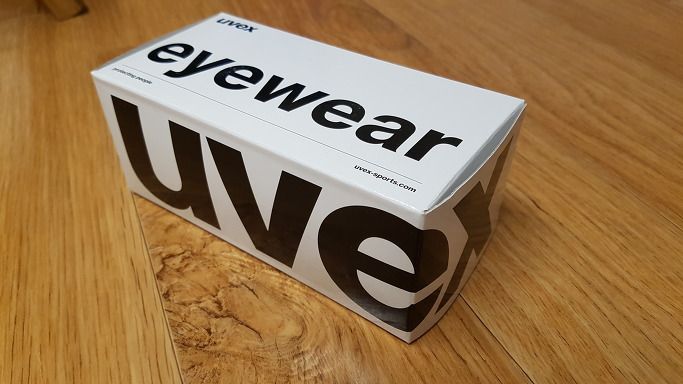 uvex
eyewear
protecting people
uvex-sports.com
uvex